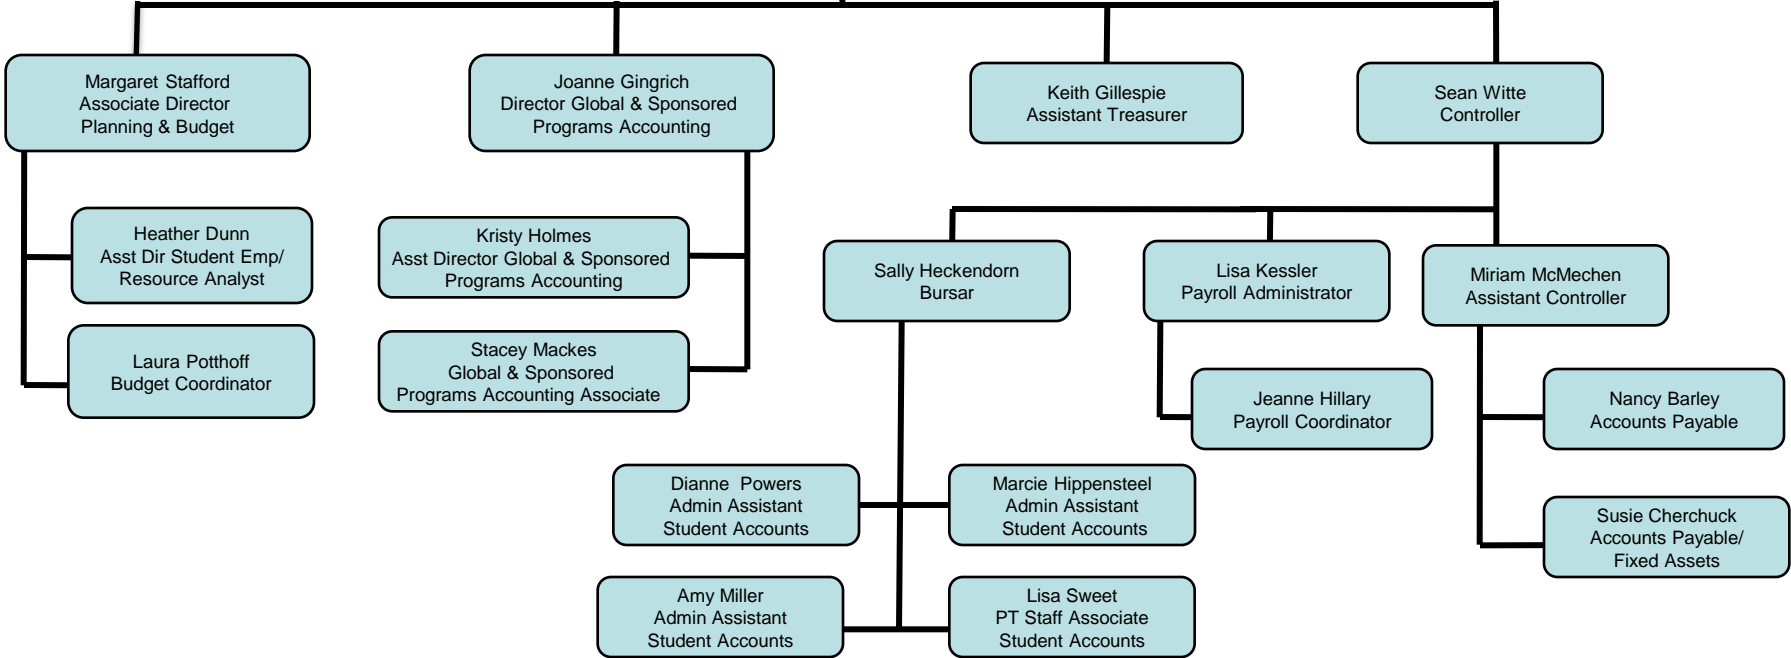 Margaret Stafford
Associate Director
Planning & Budget
Joanne Gingrich
Director Global & Sponsored
Programs Accounting
Keith Gillespie
Assistant Treasurer
Sean Witte
Controller
Heather Dunn
Asst Dir Student Emp/
Resource Analyst
Kristy Holmes
Asst Director Global & Sponsored
Programs Accounting
Sally Heckendorn
Bursar
Lisa Kessler
Payroll Administrator
Miriam McMechen
Assistant Controller
Laura Potthoff
Budget Coordinator
Stacey Mackes
Global & Sponsored
Programs Accounting Associate
Jeanne Hillary
Payroll Coordinator
Nancy Barley
Accounts Payable
Dianne Powers
Admin Assistant
Student Accounts
Marcie Hippensteel
Admin Assistant
Student Accounts
Susie Cherchuck
Accounts Payable/
Fixed Assets
Amy Miller
Admin Assistant
Student Accounts
Lisa Sweet
PT Staff Associate
Student Accounts